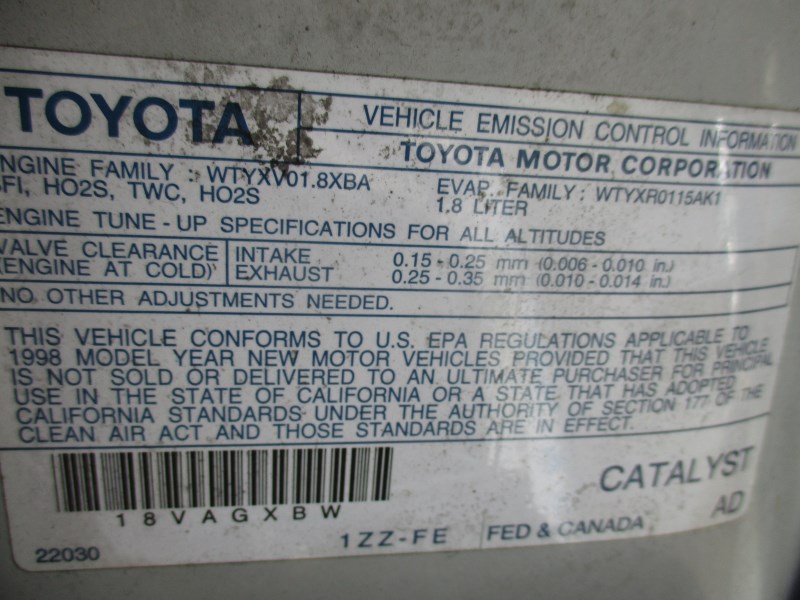 TOYOTA
VEHICLE EMISSION CONTROL INFORMATION
TOYOTA MOTOR CORPORATION
ENGINE FAMILY : WTYXV01.8XBA
EVAP. FAMILY : WTYXR0115AK1
SFI, HO2S, TWC, HO2S
1.8 LITER
ENGINE TUNE - UP SPECIFICATIONS FOR ALL ALTITUDES
VALVE CLEARANCE
(ENGINE AT COLD)
INTAKE 0.15 - 0.25 mm (0.006 - 0.010 in.)
EXHAUST 0.25 - 0.35 mm (0.010 - 0.014 in.)
NO OTHER ADJUSTMENTS NEEDED.
THIS VEHICLE CONFORMS TO U.S. EPA REGULATIONS APPLICABLE TO
1998 MODEL YEAR NEW MOTOR VEHICLES PROVIDED THAT THIS VEHICLE
IS NOT SOLD OR DELIVERED TO AN ULTIMATE PURCHASER FOR PRINCIPAL
USE IN THE STATE OF CALIFORNIA OR A STATE THAT HAS ADOPTED
CALIFORNIA STANDARDS UNDER THE AUTHORITY OF SECTION 177 OF THE
CLEAN AIR ACT AND THOSE STANDARDS ARE IN EFFECT.
18VAGXBW
CATALYST
AD
22030
1ZZ-FE
FED & CANADA